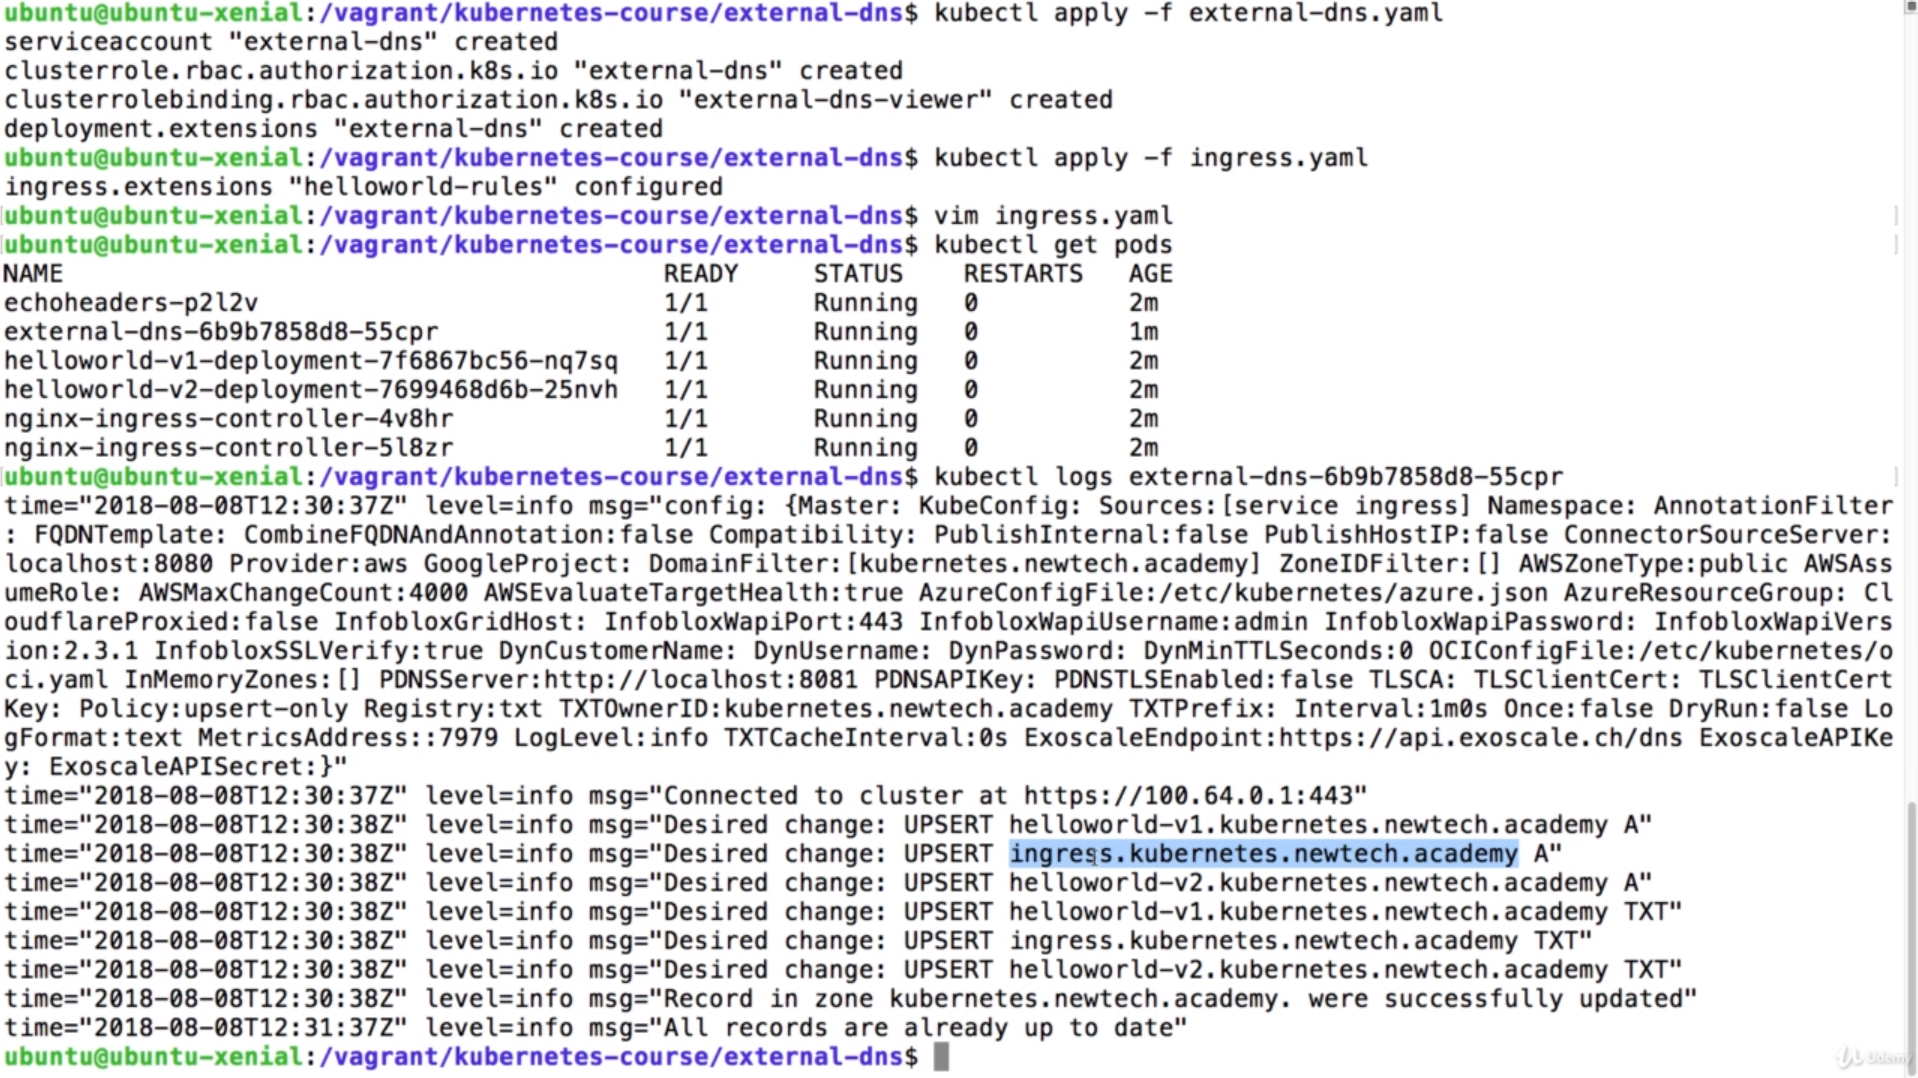 ubuntu@ubuntu-xenial:/vagrant/kubernetes-course/external-dns$ kubectl apply -f external-dns.yaml
serviceaccount "external-dns" created
clusterrole.rbac.authorization.k8s.io "external-dns" created
clusterrolebinding.rbac.authorization.k8s.io "external-dns-viewer" created
deployment.extensions "external-dns" created
ubuntu@ubuntu-xenial:/vagrant/kubernetes-course/external-dns$ kubectl apply -f ingress.yaml
ingress.extensions "helloworld-rules" configured
ubuntu@ubuntu-xenial:/vagrant/kubernetes-course/external-dns$ vim ingress.yaml
ubuntu@ubuntu-xenial:/vagrant/kubernetes-course/external-dns$ kubectl get pods
NAME READY STATUS RESTARTS AGE
echoheaders-p2l2v 1/1 Running 0 2m
external-dns-6b9b7858d8-55cpr 1/1 Running 0 1m
helloworld-v1-deployment-7f6867bc56-nq7sq 1/1 Running 0 2m
helloworld-v2-deployment-7699468d6b-25nvh 1/1 Running 0 2m
nginx-ingress-controller-4v8hr 1/1 Running 0 2m
nginx-ingress-controller-5l8zr 1/1 Running 0 2m
ubuntu@ubuntu-xenial:/vagrant/kubernetes-course/external-dns$ kubectl logs external-dns-6b9b7858d8-55cpr
time="2018-08-08T12:30:37Z" level=info msg="config: {Master: KubeConfig: Sources:[service ingress] Namespace: AnnotationFilter
: FQDNTemplate: CombineFQDNAndAnnotation:false Compatibility: PublishInternal:false PublishHostIP:false ConnectorSourceServer:
localhost:8080 Provider:aws GoogleProject: DomainFilter:[kubernetes.newtech.academy] ZoneIDFilter:[] AWSZoneType:public AWSAss
umeRole: AWSMaxChangeCount:4000 AWSEvaluateTargetHealth:true AzureConfigFile:/etc/kubernetes/azure.json AzureResourceGroup: Cl
oudflareProxied:false InfobloxGridHost: InfobloxWapiPort:443 InfobloxWapiUsername:admin InfobloxWapiPassword: InfobloxWapiVers
ion:2.3.1 InfobloxSSLVerify:true DynCustomerName: DynUsername: DynPassword: DynMinTTLSeconds:0 OCIConfigFile:/etc/kubernetes/o
ci.yaml InMemoryZones:[] PDNSServer:http://localhost:8081 PDNSAPIKey: PDNSTLSEnabled:false TLSCA: TLSClientCert: TLSClientCert
Key: Policy:upsert-only Registry:txt TXTOwnerID:kubernetes.newtech.academy TXTPrefix: Interval:1m0s Once:false DryRun:false Lo
gFormat:text MetricsAddress::7979 LogLevel:info TXTCacheInterval:0s ExoscaleEndpoint:https://api.exoscale.ch/dns ExoscaleAPIKe
y: ExoscaleAPISecret:}"
time="2018-08-08T12:30:37Z" level=info msg="Connected to cluster at https://100.64.0.1:443"
time="2018-08-08T12:30:38Z" level=info msg="Desired change: UPSERT helloworld-v1.kubernetes.newtech.academy A"
time="2018-08-08T12:30:38Z" level=info msg="Desired change: UPSERT ingress.kubernetes.newtech.academy A"
time="2018-08-08T12:30:38Z" level=info msg="Desired change: UPSERT helloworld-v2.kubernetes.newtech.academy A"
time="2018-08-08T12:30:38Z" level=info msg="Desired change: UPSERT helloworld-v1.kubernetes.newtech.academy TXT"
time="2018-08-08T12:30:38Z" level=info msg="Desired change: UPSERT ingress.kubernetes.newtech.academy TXT"
time="2018-08-08T12:30:38Z" level=info msg="Desired change: UPSERT helloworld-v2.kubernetes.newtech.academy TXT"
time="2018-08-08T12:30:38Z" level=info msg="Record in zone kubernetes.newtech.academy. were successfully updated"
time="2018-08-08T12:31:37Z" level=info msg="All records are already up to date"
ubuntu@ubuntu-xenial:/vagrant/kubernetes-course/external-dns$
Udemy